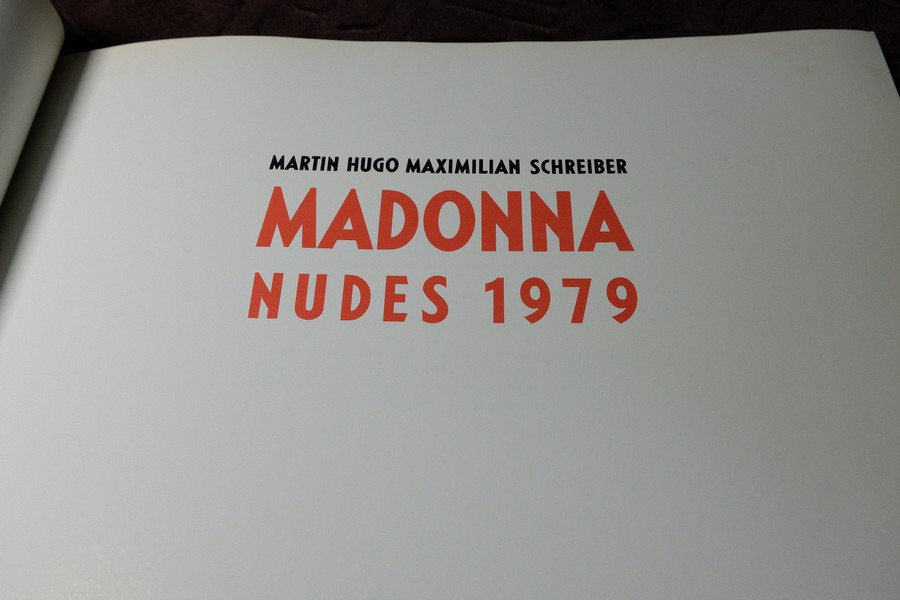 MARTIN HUGO MAXIMILIAN SCHREIBER
MADONNA
NUDES 1979